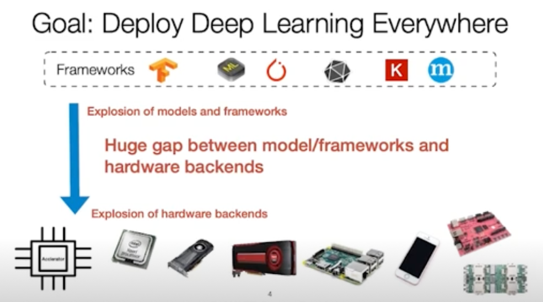 Goal: Deploy Deep Learning Everywhere
Frameworks
ML
K
m
Explosion of models and frameworks
Huge gap between model/frameworks and
hardware backends
Explosion of hardware backends
Accelerator
4